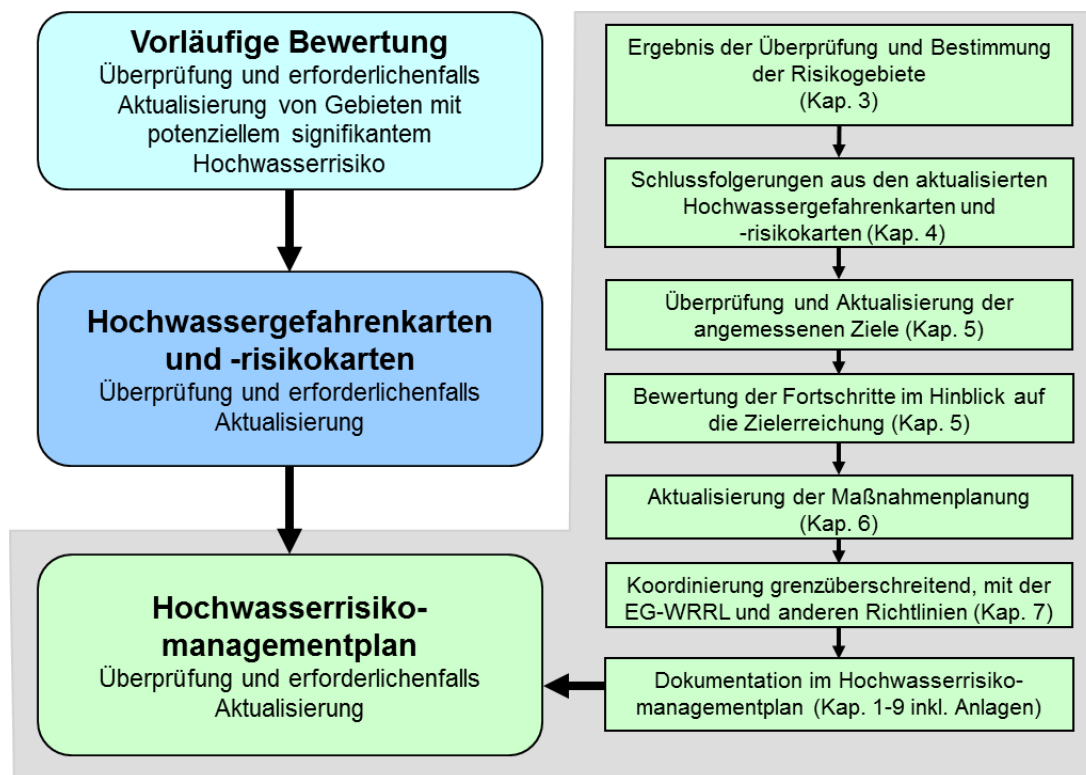 Vorläufige Bewertung
Überprüfung und erforderlichenfalls
Aktualisierung von Gebieten mit
potenziellem signifikantem
Hochwasserrisiko
Hochwassergefahrenkarten
und -risikokarten
Überprüfung und erforderlichenfalls
Aktualisierung
Hochwasserrisiko-
managementplan
Überprüfung und erforderlichenfalls
Aktualisierung
Ergebnis der Überprüfung und Bestimmung
der Risikogebiete
(Kap. 3)
Schlussfolgerungen aus den aktualisierten
Hochwassergefahrenkarten und
-risikokarten (Kap. 4)
Überprüfung und Aktualisierung der
angemessenen Ziele (Kap. 5)
Bewertung der Fortschritte im Hinblick auf
die Zielerreichung (Kap. 5)
Aktualisierung der Maßnahmenplanung
(Kap. 6)
Koordinierung grenzüberschreitend, mit der
EG-WRRL und anderen Richtlinien (Kap. 7)
Dokumentation im Hochwasserrisiko-
managementplan (Kap. 1-9 inkl. Anlagen)